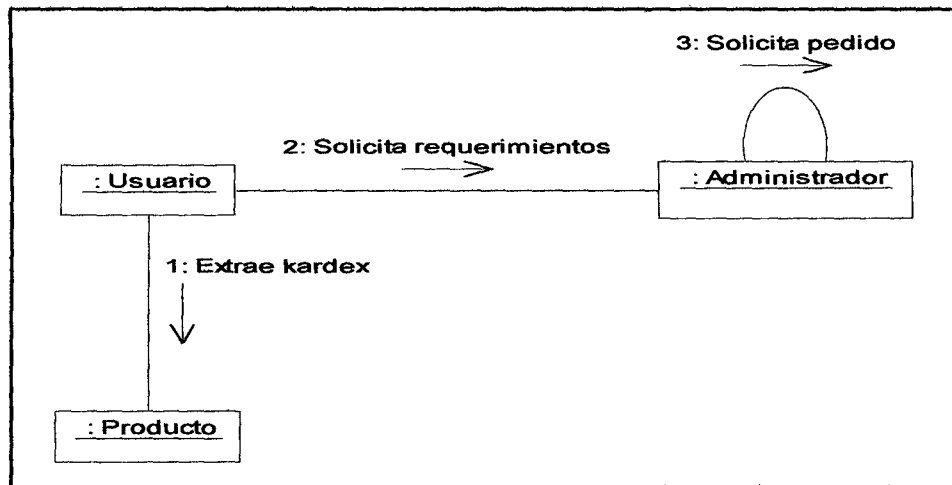 3: Solicita pedido
2: Solicita requerimientos
: Usuario
: Administrador
1: Extrae kardex
: Producto